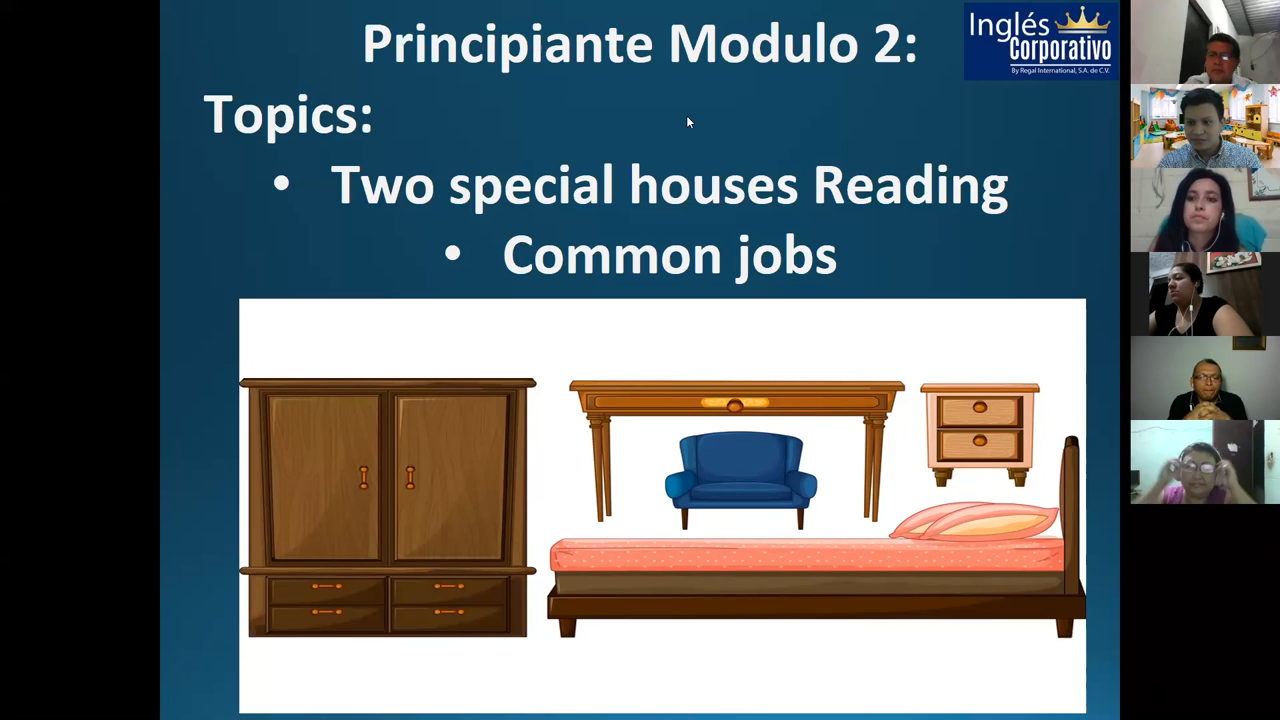 Principiante Modulo 2:
Inglés
Corporativo
By Regal International, S.A. de C.V.
Topics:
• Two special houses Reading
• Common jobs